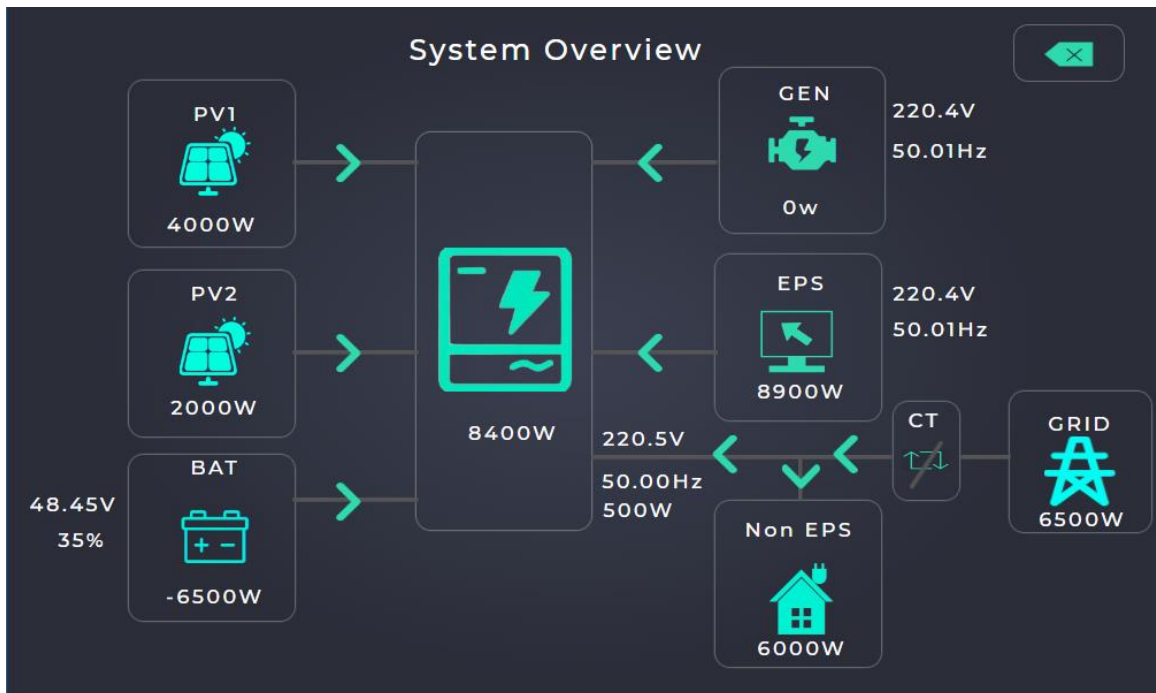 System Overview
PV1
4000W
PV2
2000W
BAT
48.45V
35%
-6500W
8400W
GEN
0w
220.4V
50.01Hz
EPS
8900W
220.4V
50.01Hz
220.5V
50.00Hz
500W
CT
GRID
6500W
Non EPS
6000W